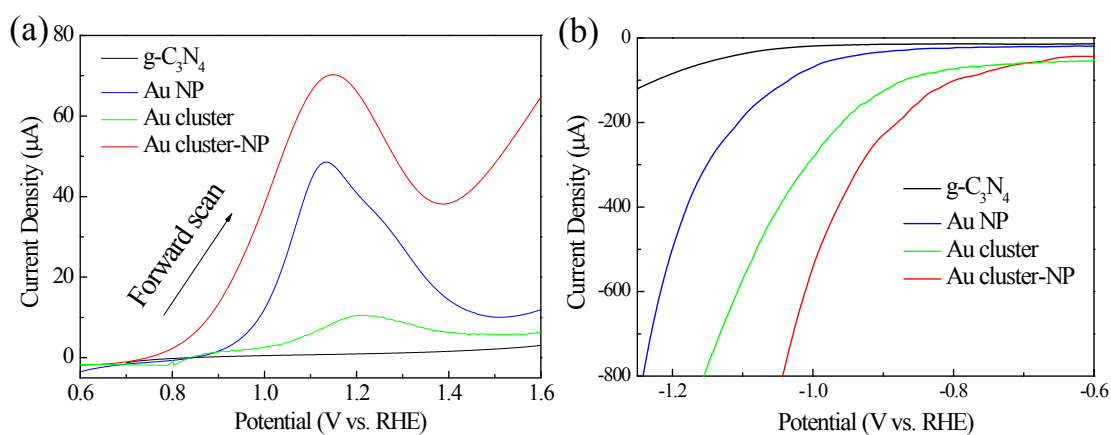 (a)
80
60
40
20
0
Current Density (μA)
g-C₃N₄
Au NP
Au cluster
Au cluster-NP
Forward scan
0.6 0.8 1.0 1.2 1.4 1.6
Potential (V vs. RHE)
(b)
0
-200
-400
-600
-800
Current Density (μA)
g-C₃N₄
Au NP
Au cluster
Au cluster-NP
-1.2 -1.0 -0.8 -0.6
Potential (V vs. RHE)